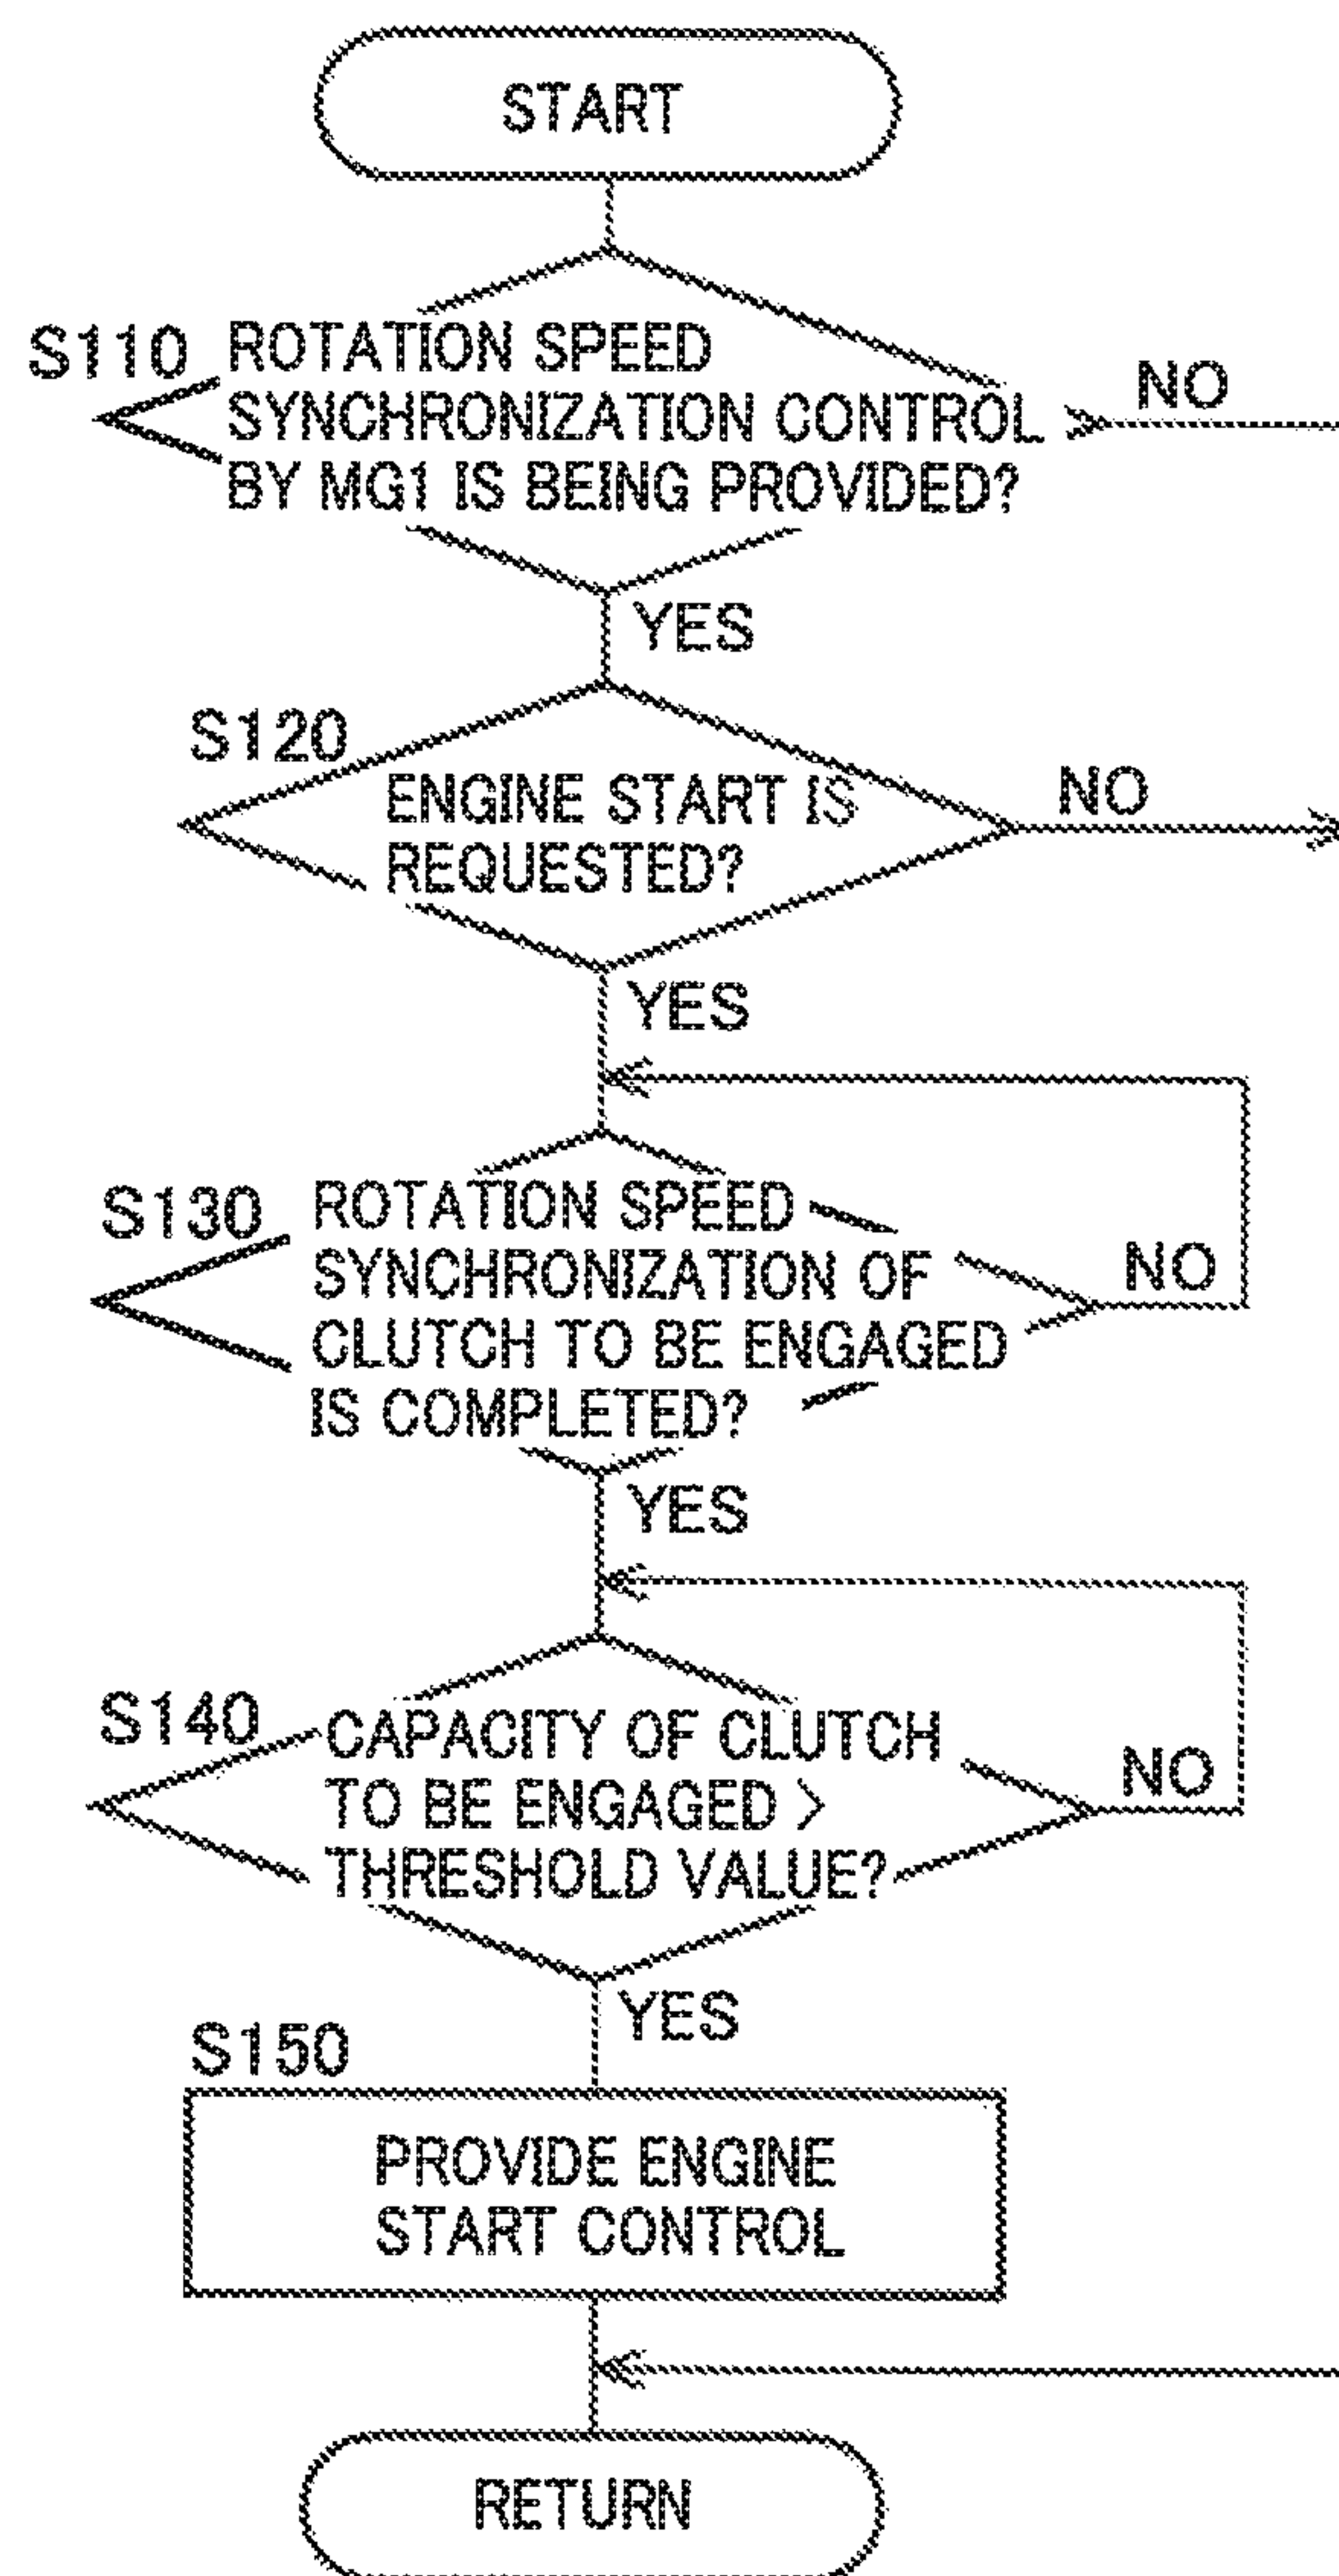 START
S110
ROTATION SPEED
SYNCHRONIZATION CONTROL
BY MG1 IS BEING PROVIDED?
NO
YES
S120
ENGINE START IS
REQUESTED?
NO
YES
S130
ROTATION SPEED
SYNCHRONIZATION OF
CLUTCH TO BE ENGAGED
IS COMPLETED?
NO
YES
S140
CAPACITY OF CLUTCH
TO BE ENGAGED >
THRESHOLD VALUE?
NO
YES
S150
PROVIDE ENGINE
START CONTROL
RETURN